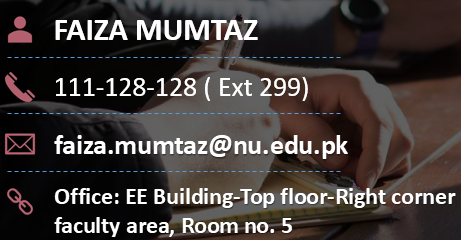 FAIZA MUMTAZ
111-128-128 ( Ext 299)
faiza.mumtaz@nu.edu.pk
Office: EE Building-Top floor-Right corner
faculty area, Room no. 5